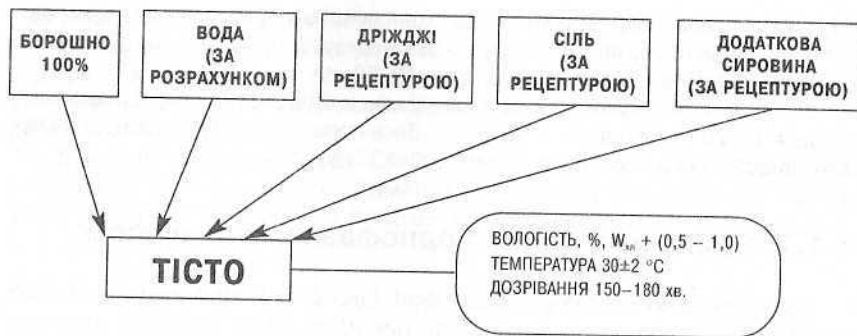 БОРОШНО
100%
ВОДА
(ЗА
РОЗРАХУНКОМ)
ДРІЖДЖІ
(ЗА
РЕЦЕПТУРОЮ)
СІЛЬ
(ЗА
РЕЦЕПТУРОЮ)
ДОДАТКОВА
СИРОВИНА
(ЗА РЕЦЕПТУРОЮ)
ТІСТО
ВОЛОГІСТЬ, %, Wхл + (0,5 – 1,0)
ТЕМПЕРАТУРА 30±2 °С
ДОЗРІВАННЯ 150–180 хв.